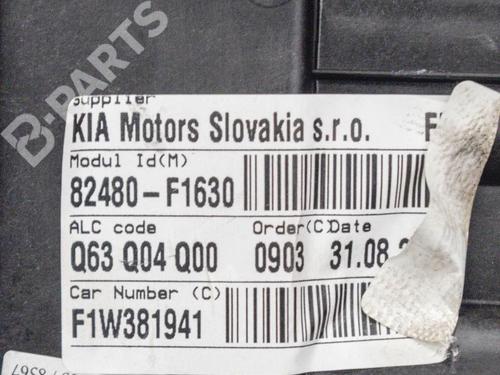 B-PARTS
Supplier
KIA Motors Slovakia s.r.o.
Modul Id(M)
82480-F1630
ALC code Order(C) Date
Q63 Q04 Q00 0903 31.08
Car Number (C)
F1W381941
8367